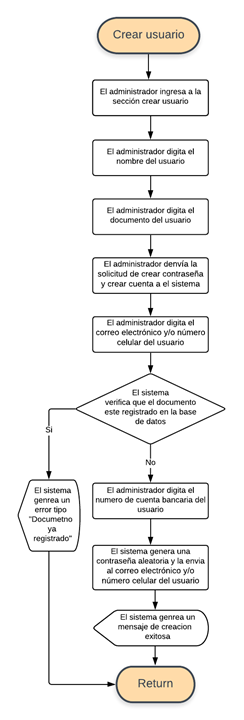 Crear usuario
El administrador ingresa a la
sección crear usuario
El administrador digita el
nombre del usuario
El administrador digita el
documento del usuario
El administrador denvía la
solicitud de crear contraseña
y crear cuenta a el sistema
El administrador digita el
correo electrónico y/o número
celular del usuario
El sistema
verifica que el documento
este registrado en la base
de datos
Si
No
El sistema
genrea un
error tipo
"Documetno
ya
registrado"
El administrador digita el
numero de cuenta bancaria del
usuario
El sistema genera una
contraseña aleatoria y la envia
al correo electrónico y/o
número celular del usuario
El sistema genrea un
mensaje de creacion
exitosa
Return